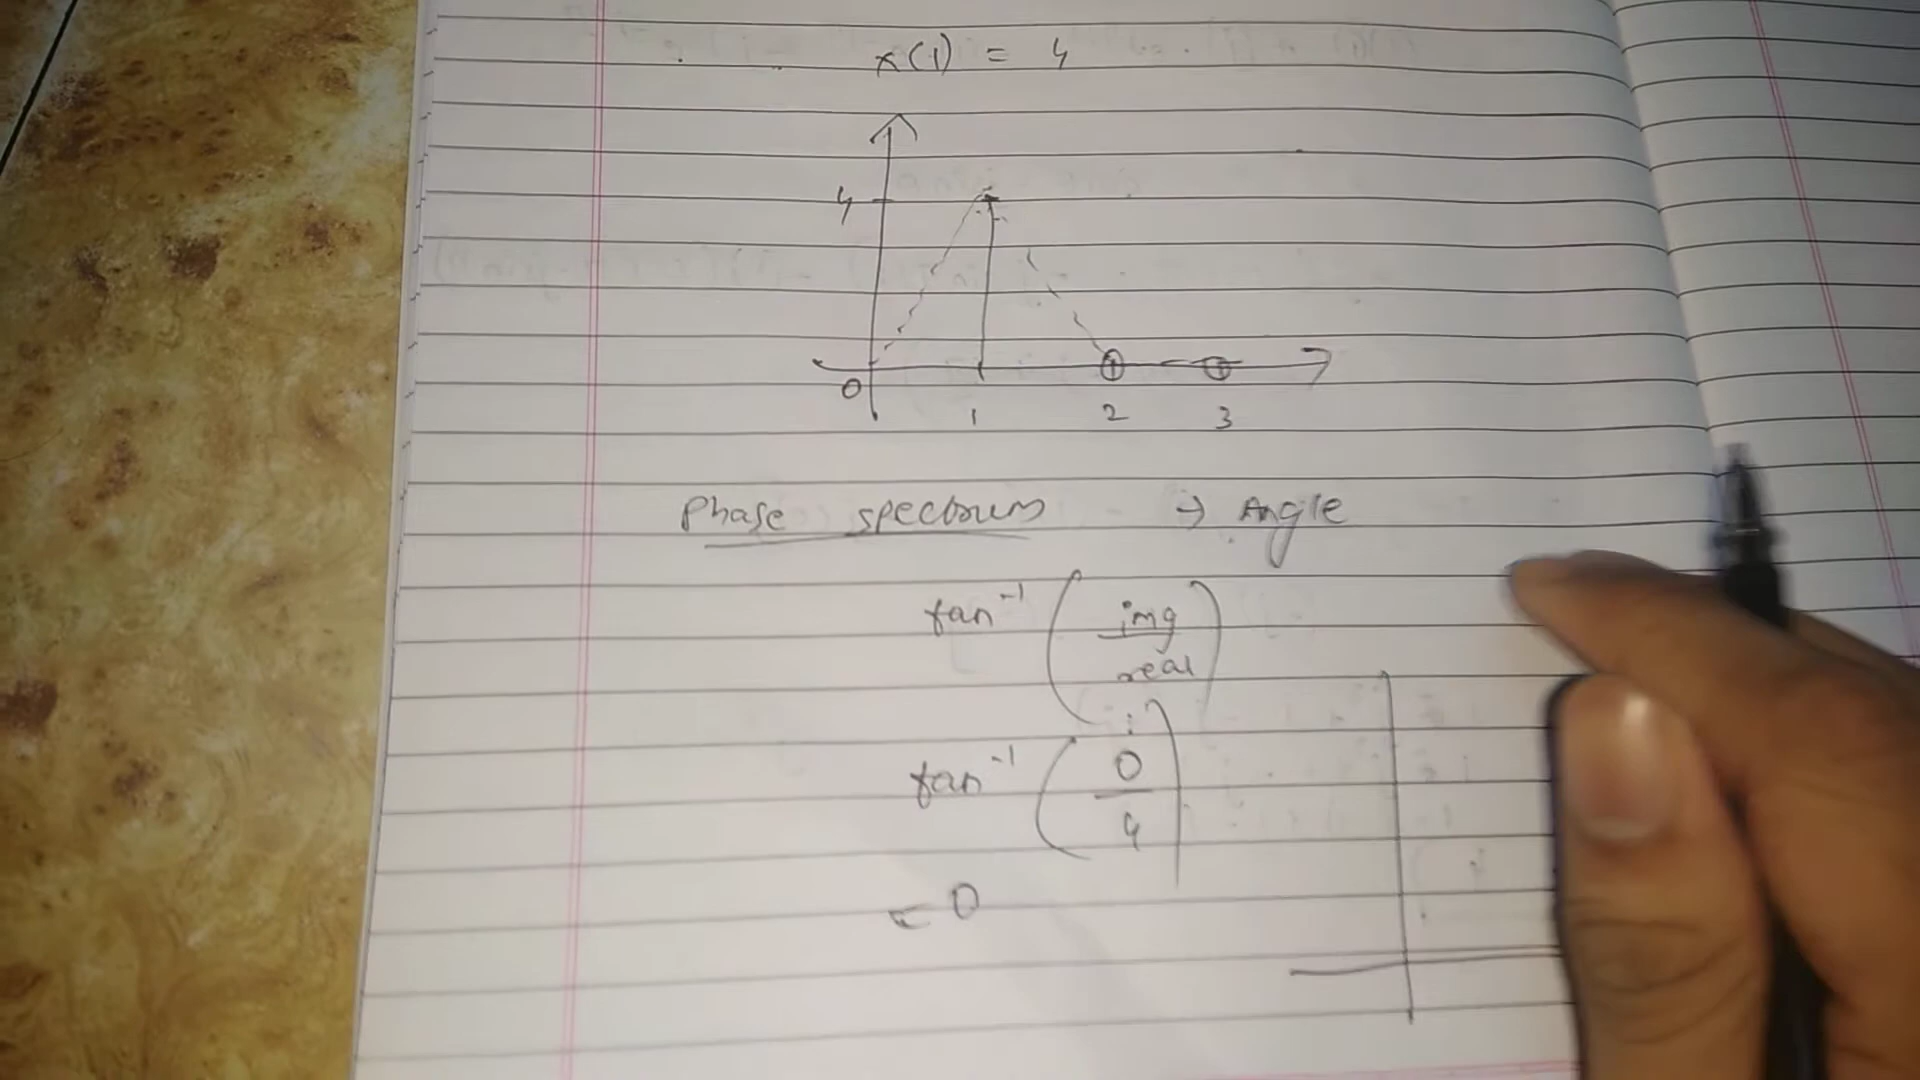 x(1) = 4
4
0 1 2 3
Phase spectrum → Angle
tan⁻¹ ( img / real )
tan⁻¹ ( 0 / 4 )
= 0